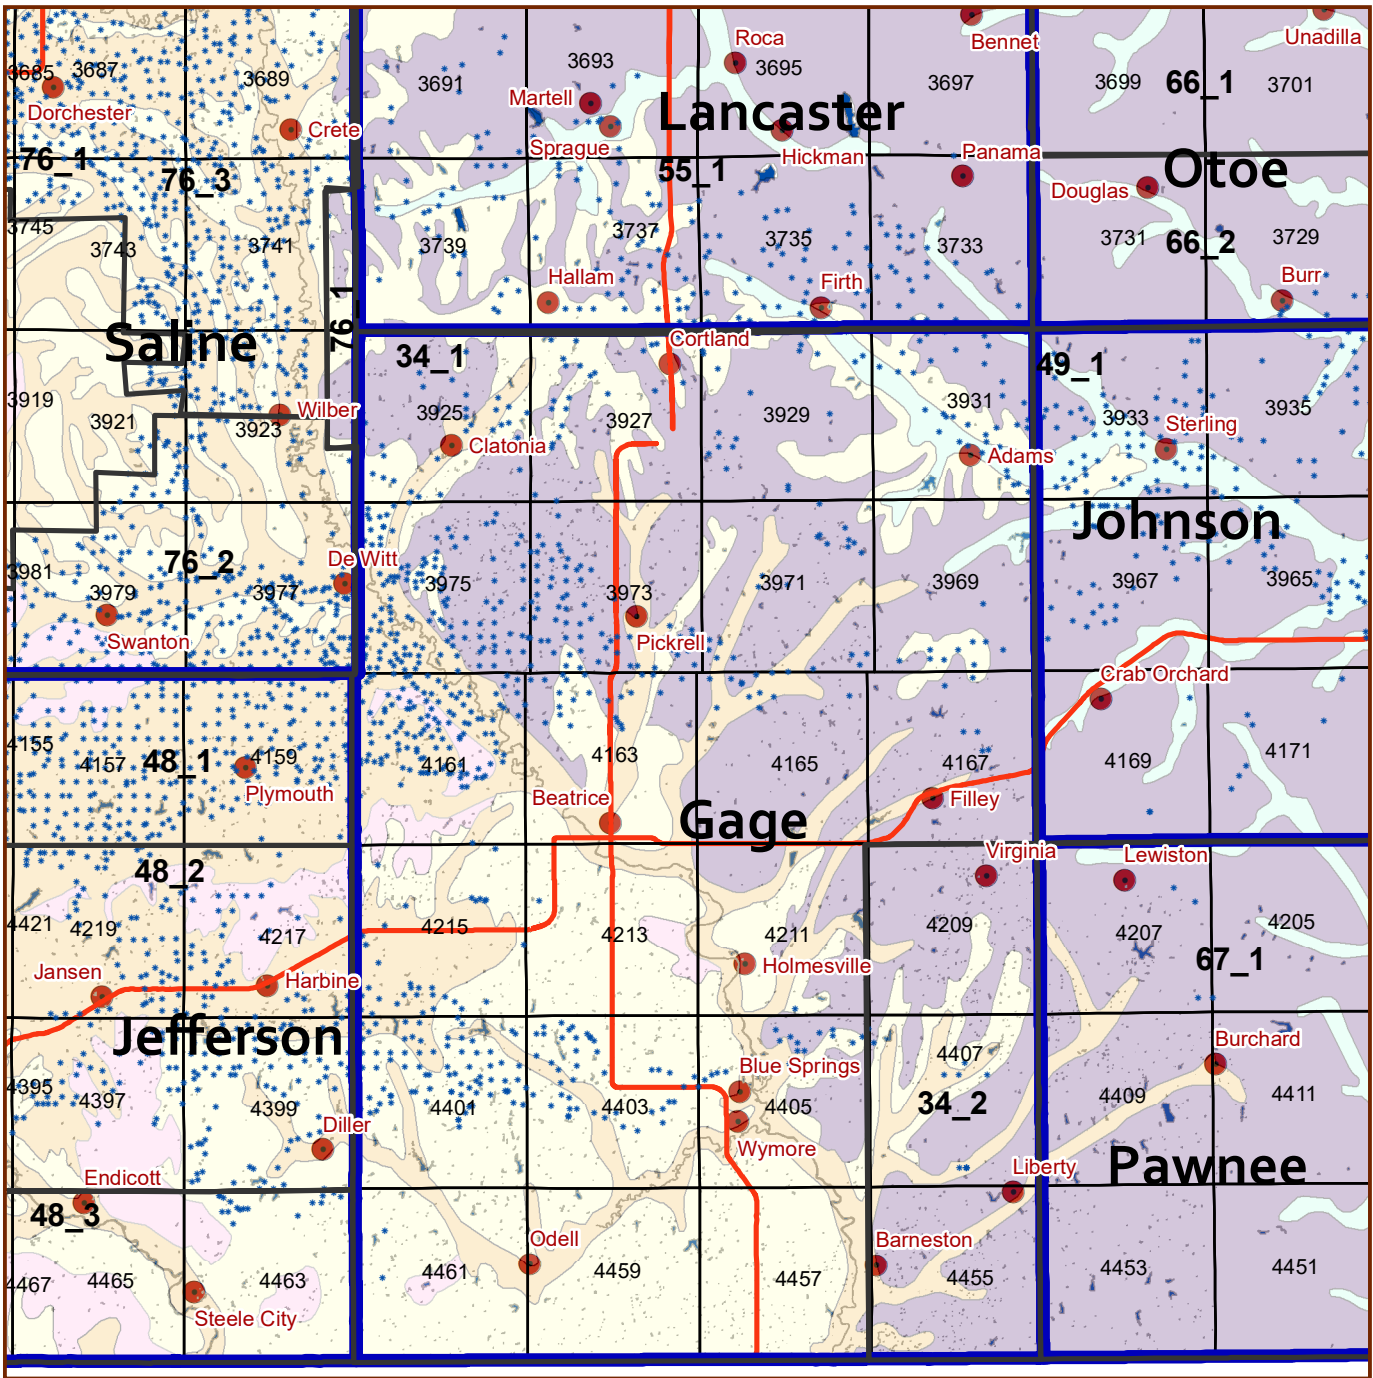 Roca
Bennet
Unadilla
3685
3687
3689
3691
3693
3695
3697
3699
66_1
3701
Dorchester
Martell
Lancaster
Crete
Sprague
Hickman
Panama
76_1
76_3
55_1
Otoe
Douglas
3745
3743
3741
3739
3737
3735
3733
3731
66_2
3729
Hallam
Firth
Burr
76_1
Saline
34_1
Cortland
49_1
3919
3921
3923
Wilber
3925
3927
3929
3931
3933
3935
Clatonia
Adams
Sterling
Johnson
76_2
De Witt
3981
3979
3977
3975
3973
3971
3969
3967
3965
Swanton
Pickrell
Crab Orchard
4155
4157
48_1
4159
4161
4163
4165
4167
4169
4171
Plymouth
Beatrice
Gage
Filley
48_2
Virginia
Lewiston
4421
4219
4217
4215
4213
4211
4209
4207
4205
67_1
Jansen
Harbine
Holmesville
Jefferson
Burchard
4395
4397
4399
4401
4403
Blue Springs
4405
4407
34_2
4409
4411
Diller
Wymore
Endicott
Liberty
Pawnee
48_3
Odell
Barneston
4467
4465
4463
4461
4459
4457
4455
4453
4451
Steele City